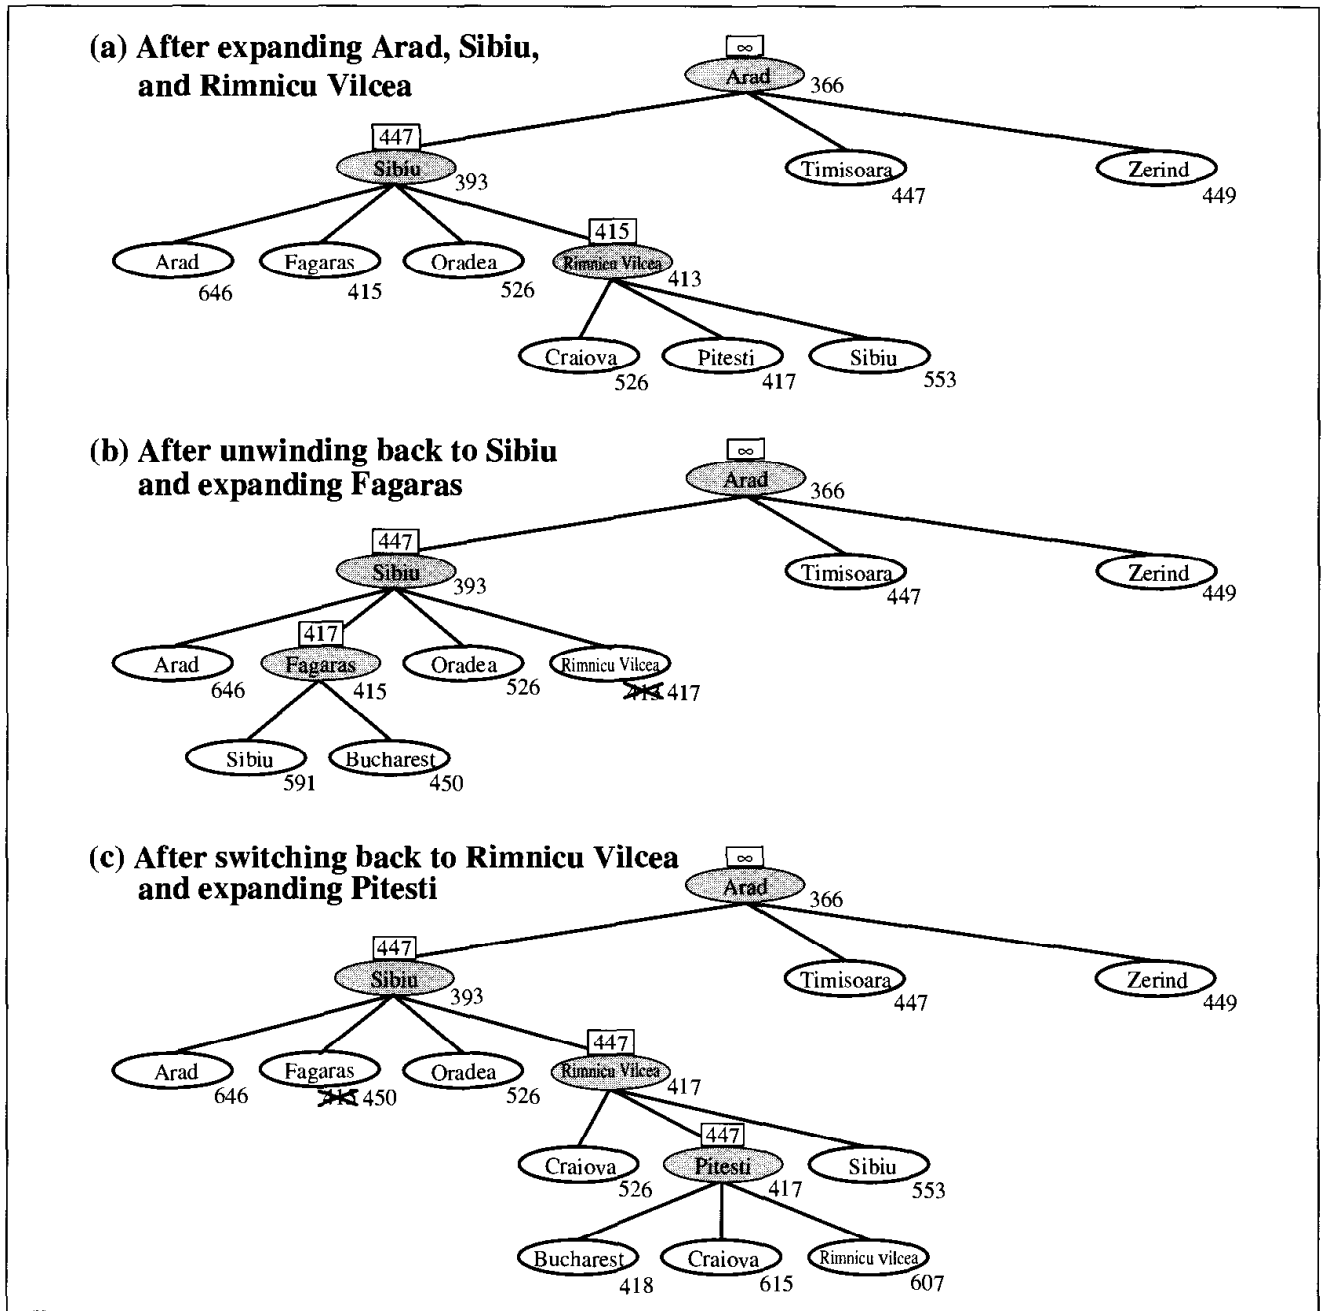 (a) After expanding Arad, Sibiu,
and Rimnicu Vilcea
∞
Arad
366
447
Sibiu
393
Timisoara
447
Zerind
449
Arad
646
Fagaras
415
Oradea
526
415
Rimnicu Vilcea
413
Craiova
526
Pitesti
417
Sibiu
553
(b) After unwinding back to Sibiu
and expanding Fagaras
∞
Arad
366
447
Sibiu
393
Timisoara
447
Zerind
449
Arad
646
417
Fagaras
415
Oradea
526
Rimnicu Vilcea
413 417
Sibiu
591
Bucharest
450
(c) After switching back to Rimnicu Vilcea
and expanding Pitesti
∞
Arad
366
447
Sibiu
393
Timisoara
447
Zerind
449
Arad
646
Fagaras
415 450
Oradea
526
447
Rimnicu Vilcea
417
Craiova
526
447
Pitesti
417
Sibiu
553
Bucharest
418
Craiova
615
Rimnicu vilcea
607